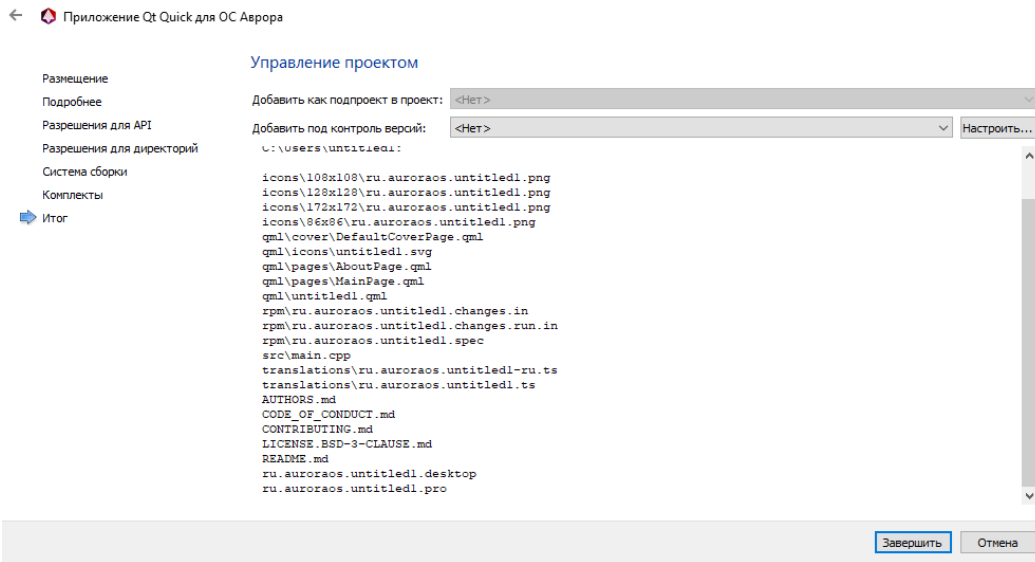 Приложение Qt Quick для ОС Аврора
Размещение
Подробнее
Разрешения для API
Разрешения для директорий
Система сборки
Комплекты
Итог
Управление проектом
Добавить как подпроект в проект: <Нет>
Добавить под контроль версий: <Нет> Настроить...
C:\Users\untitled1:
icons\108x108\ru.auroraos.untitled1.png
icons\128x128\ru.auroraos.untitled1.png
icons\172x172\ru.auroraos.untitled1.png
icons\86x86\ru.auroraos.untitled1.png
qml\cover\DefaultCoverPage.qml
qml\icons\untitled1.svg
qml\pages\AboutPage.qml
qml\pages\MainPage.qml
qml\untitled1.qml
rpm\ru.auroraos.untitled1.changes.in
rpm\ru.auroraos.untitled1.changes.run.in
rpm\ru.auroraos.untitled1.spec
src\main.cpp
translations\ru.auroraos.untitled1-ru.ts
translations\ru.auroraos.untitled1.ts
AUTHORS.md
CODE_OF_CONDUCT.md
CONTRIBUTING.md
LICENSE.BSD-3-CLAUSE.md
README.md
ru.auroraos.untitled1.desktop
ru.auroraos.untitled1.pro
Завершить Отмена